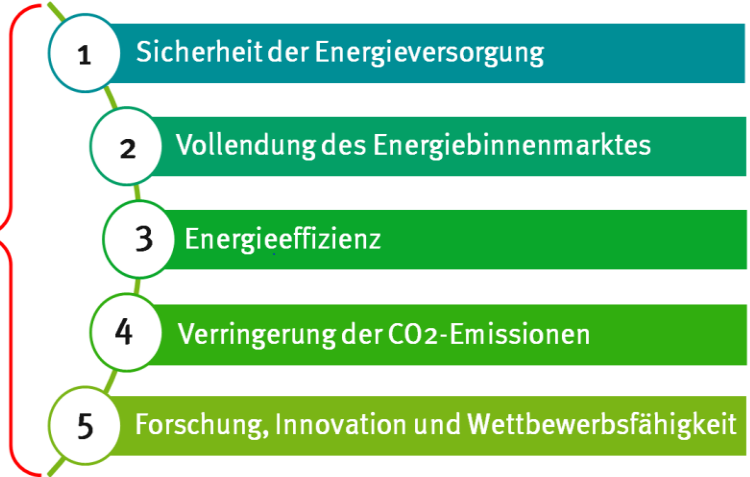 1 Sicherheit der Energieversorgung
2 Vollendung des Energiebinnenmarktes
3 Energieeffizienz
4 Verringerung der CO2-Emissionen
5 Forschung, Innovation und Wettbewerbsfähigkeit